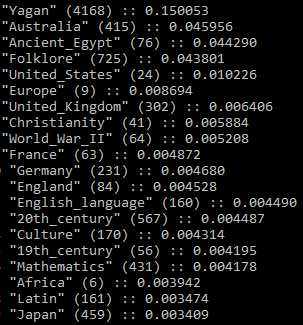 "Yagan" (4168) :: 0.150053
"Australia" (415) :: 0.045956
"Ancient_Egypt" (76) :: 0.044290
"Folklore" (725) :: 0.043801
"United_States" (24) :: 0.010226
"Europe" (9) :: 0.008694
"United_Kingdom" (302) :: 0.006406
"Christianity" (41) :: 0.005884
"World_War_II" (64) :: 0.005208
"France" (63) :: 0.004872
"Germany" (231) :: 0.004680
"England" (84) :: 0.004528
"English_language" (160) :: 0.004490
"20th_century" (567) :: 0.004487
"Culture" (170) :: 0.004314
"19th_century" (56) :: 0.004195
"Mathematics" (431) :: 0.004178
"Africa" (6) :: 0.003942
"Latin" (161) :: 0.003474
"Japan" (459) :: 0.003409